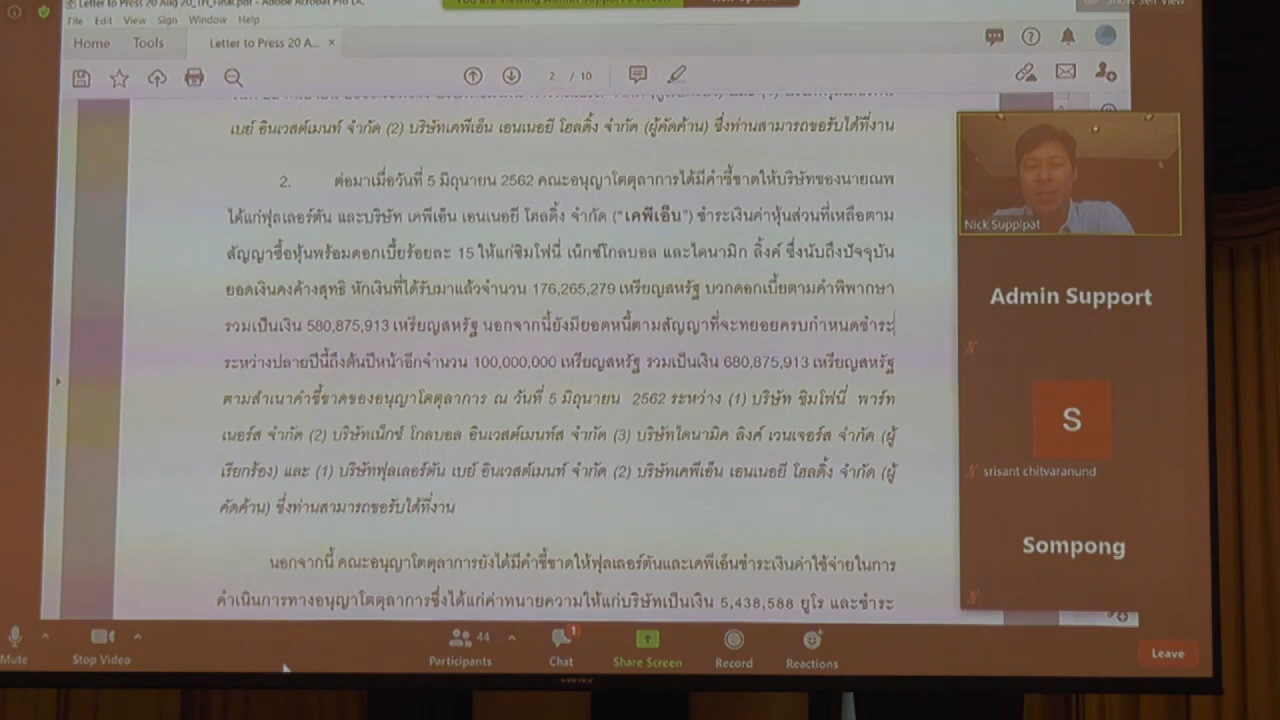 Letter to Press 20 Aug 20_TFI_Final.pdf - Adobe Acrobat Pro DC
File Edit View Sign Window Help
Home Tools Letter to Press 20 A... ×
2 / 10
เบย์ อินเวสต์เมนท์ จำกัด (2) บริษัทเคพีเอ็น เอนเนอยี โฮลดิ้ง จำกัด (ผู้คัดค้าน) ซึ่งท่านสามารถขอรับได้ที่งาน
2. ต่อมาเมื่อวันที่ 5 มิถุนายน 2562 คณะอนุญาโตตุลาการได้มีคำชี้ขาดให้บริษัทของนายณพ
ได้แก่ฟุลเลอร์ตัน และบริษัท เคพีเอ็น เอนเนอยี โฮลดิ้ง จำกัด (“เคพีเอ็น”) ชำระเงินค่าหุ้นส่วนที่เหลือตาม
สัญญาซื้อหุ้นพร้อมดอกเบี้ยร้อยละ 15 ให้แก่ซิมโฟนี่ เน็กซ์โกลบอล และไดนามิก ลิ้งค์ ซึ่งนับถึงปัจจุบัน
ยอดเงินคงค้างสุทธิ หักเงินที่ได้รับมาแล้วจำนวน 176,265,279 เหรียญสหรัฐ บวกดอกเบี้ยตามคำพิพากษา
รวมเป็นเงิน 580,875,913 เหรียญสหรัฐ นอกจากนี้ยังมียอดหนี้ตามสัญญาที่จะทยอยครบกำหนดชำระ
ระหว่างปลายปีนี้ถึงต้นปีหน้าอีกจำนวน 100,000,000 เหรียญสหรัฐ รวมเป็นเงิน 680,875,913 เหรียญสหรัฐ
ตามสำเนาคำชี้ขาดของอนุญาโตตุลาการ ณ วันที่ 5 มิถุนายน 2562 ระหว่าง (1) บริษัท ซิมโฟนี่ พาร์ท
เนอร์ส จำกัด (2) บริษัทเน็กซ์ โกลบอล อินเวสต์เมนท์ส จำกัด (3) บริษัทไดนามิค ลิงค์ เวนเจอร์ส จำกัด (ผู้
เรียกร้อง) และ (1) บริษัทฟุลเลอร์ตัน เบย์ อินเวสต์เมนท์ จำกัด (2) บริษัทเคพีเอ็น เอนเนอยี โฮลดิ้ง จำกัด (ผู้
คัดค้าน) ซึ่งท่านสามารถขอรับได้ที่งาน
นอกจากนี้ คณะอนุญาโตตุลาการยังได้มีคำชี้ขาดให้ฟุลเลอร์ตันและเคพีเอ็นชำระเงินค่าใช้จ่ายในการ
ดำเนินการทางอนุญาโตตุลาการซึ่งได้แก่ค่าทนายความให้แก่บริษัทเป็นเงิน 5,438,588 ยูโร และชำระ
Nick Suppipat
Admin Support
S
srisant chitvaranund
Sompong
Mute Stop Video Participants 44 Chat 1 Share Screen Record Reactions Leave
VERTEX